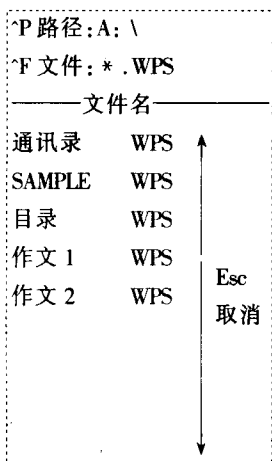 ^P 路径:A: \
^F 文件: * .WPS
文件名
通讯录 WPS
SAMPLE WPS
目录 WPS
作文 1 WPS
作文 2 WPS
Esc
取消